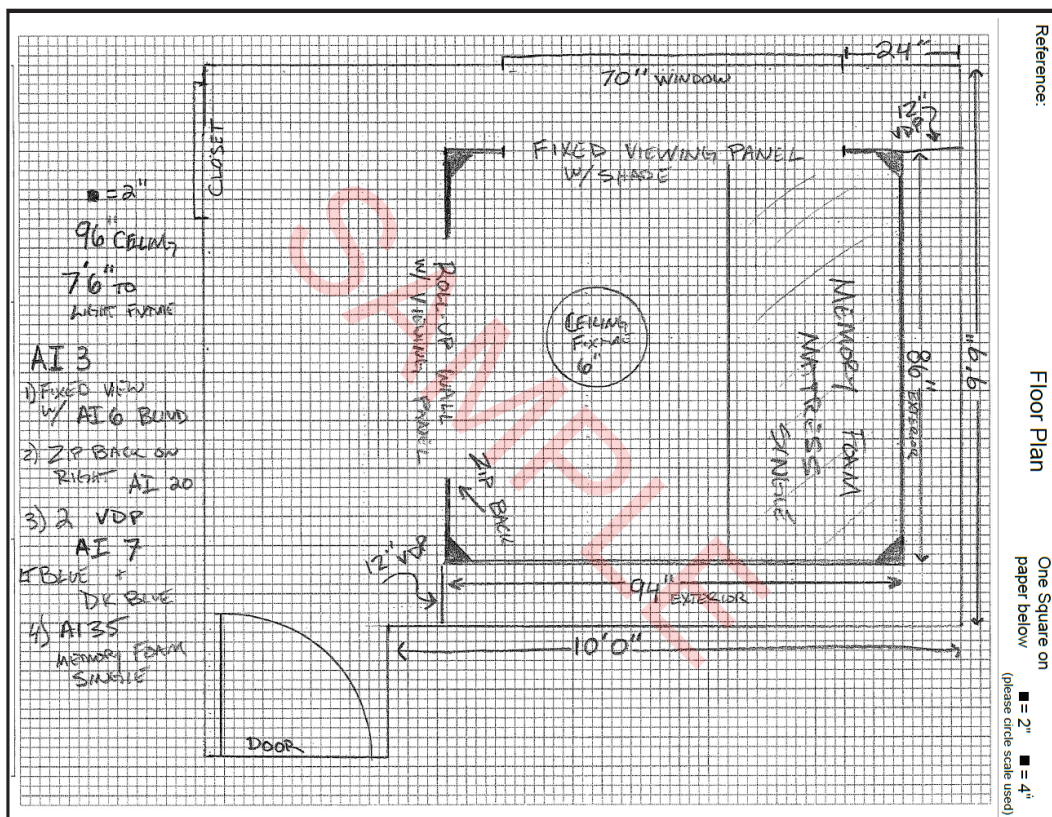 Reference:
Floor Plan
One Square on
paper below
■ = 2" ■ = 4"
(please circle scale used)
24"
70" WINDOW
12"
VDP
CLOSET
FIXED VIEWING PANEL
W/ SHADE
■ = 2"
96" CEILING
7'6" TO
LIGHT FIXTURE
AI 3
1) FIXED VIEW
W/ AI 6 BLIND
2) ZIP BACK ON
RIGHT AI 20
3) 2 VDP
AI 7
LT BLUE +
DK BLUE
4) AI 35
MEMORY FOAM
SINGLE
ROLL-UP WALL
W/ VIEWING PANEL
CEILING
FIXTURE
6"
MEMORY FOAM
MATTRESS
SINGLE
86" EXTERIOR
9'9"
ZIP BACK
12" VDP
94" EXTERIOR
10'0"
DOOR
SAMPLE